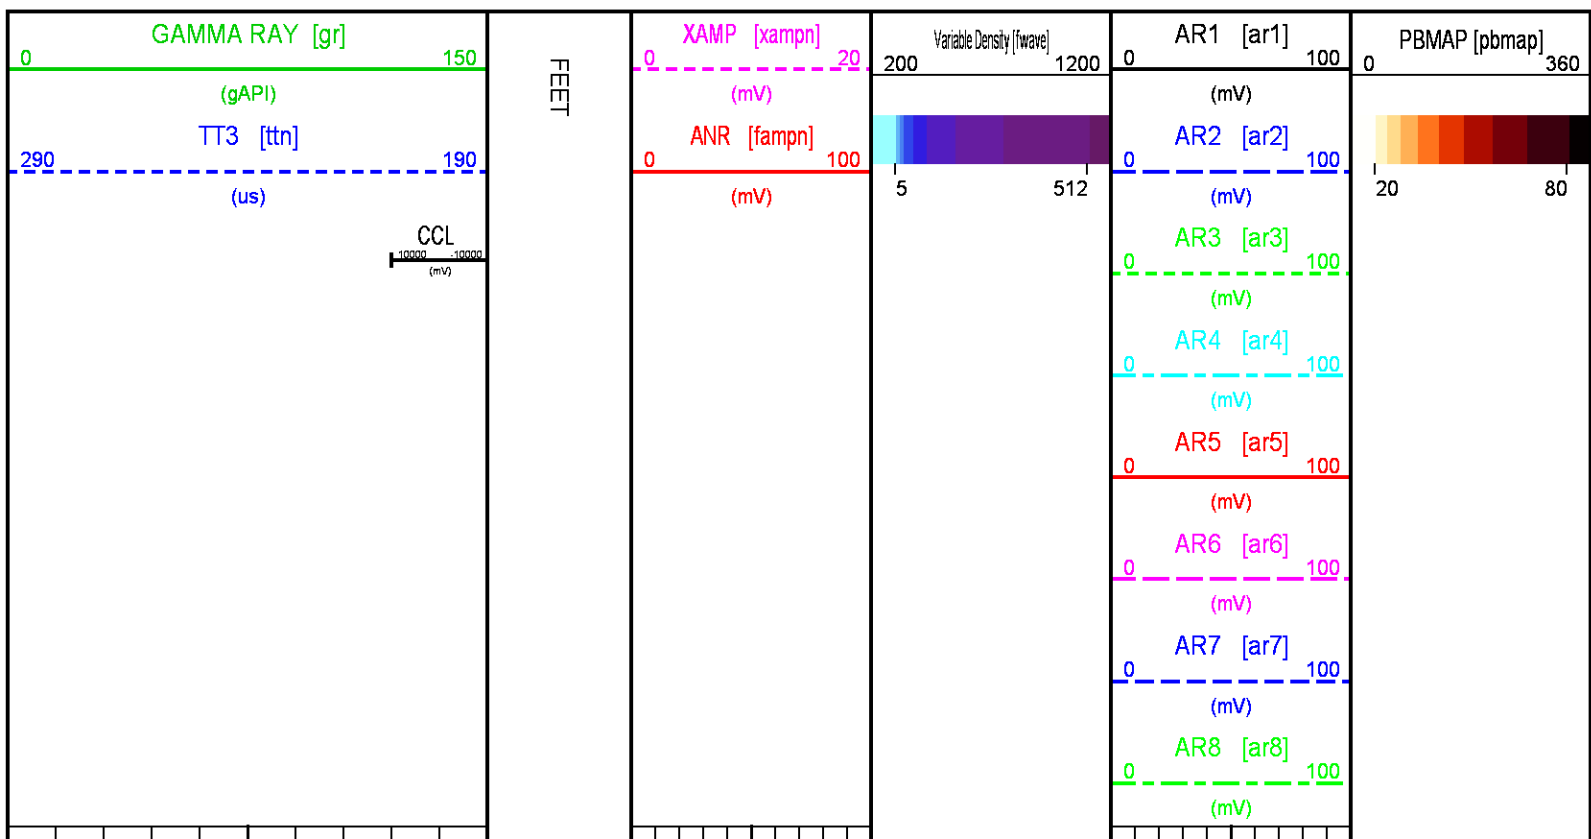 GAMMA RAY [gr]
0 150
(gAPI)
TT3 [ttn]
290 190
(us)
CCL
10000 -10000
(mV)
FEET
XAMP [xampn]
0 20
(mV)
ANR [fampn]
0 100
(mV)
Variable Density [fwave]
200 1200
5 512
AR1 [ar1]
0 100
(mV)
AR2 [ar2]
0 100
(mV)
AR3 [ar3]
0 100
(mV)
AR4 [ar4]
0 100
(mV)
AR5 [ar5]
0 100
(mV)
AR6 [ar6]
0 100
(mV)
AR7 [ar7]
0 100
(mV)
AR8 [ar8]
0 100
(mV)
PBMAP [pbmap]
0 360
20 80